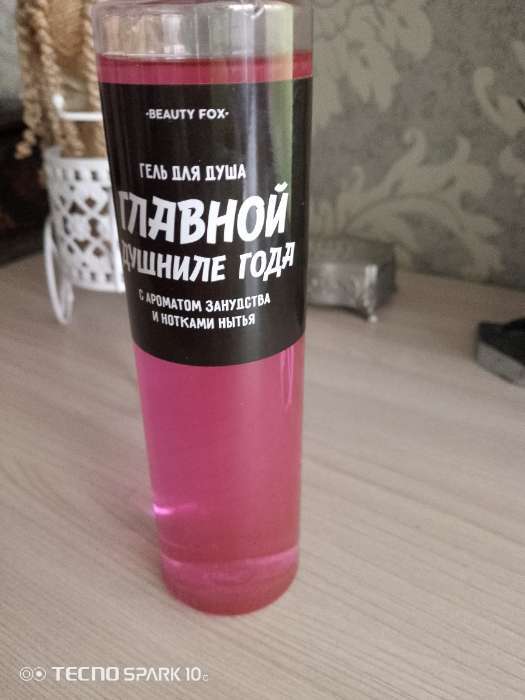 ·BEAUTY FOX·
ГЕЛЬ ДЛЯ ДУША
ГЛАВНОЙ
ДУШНИЛЕ ГОДА
С АРОМАТОМ ЗАНУДСТВА
И НОТКАМИ НЫТЬЯ
TECNO SPARK 10C